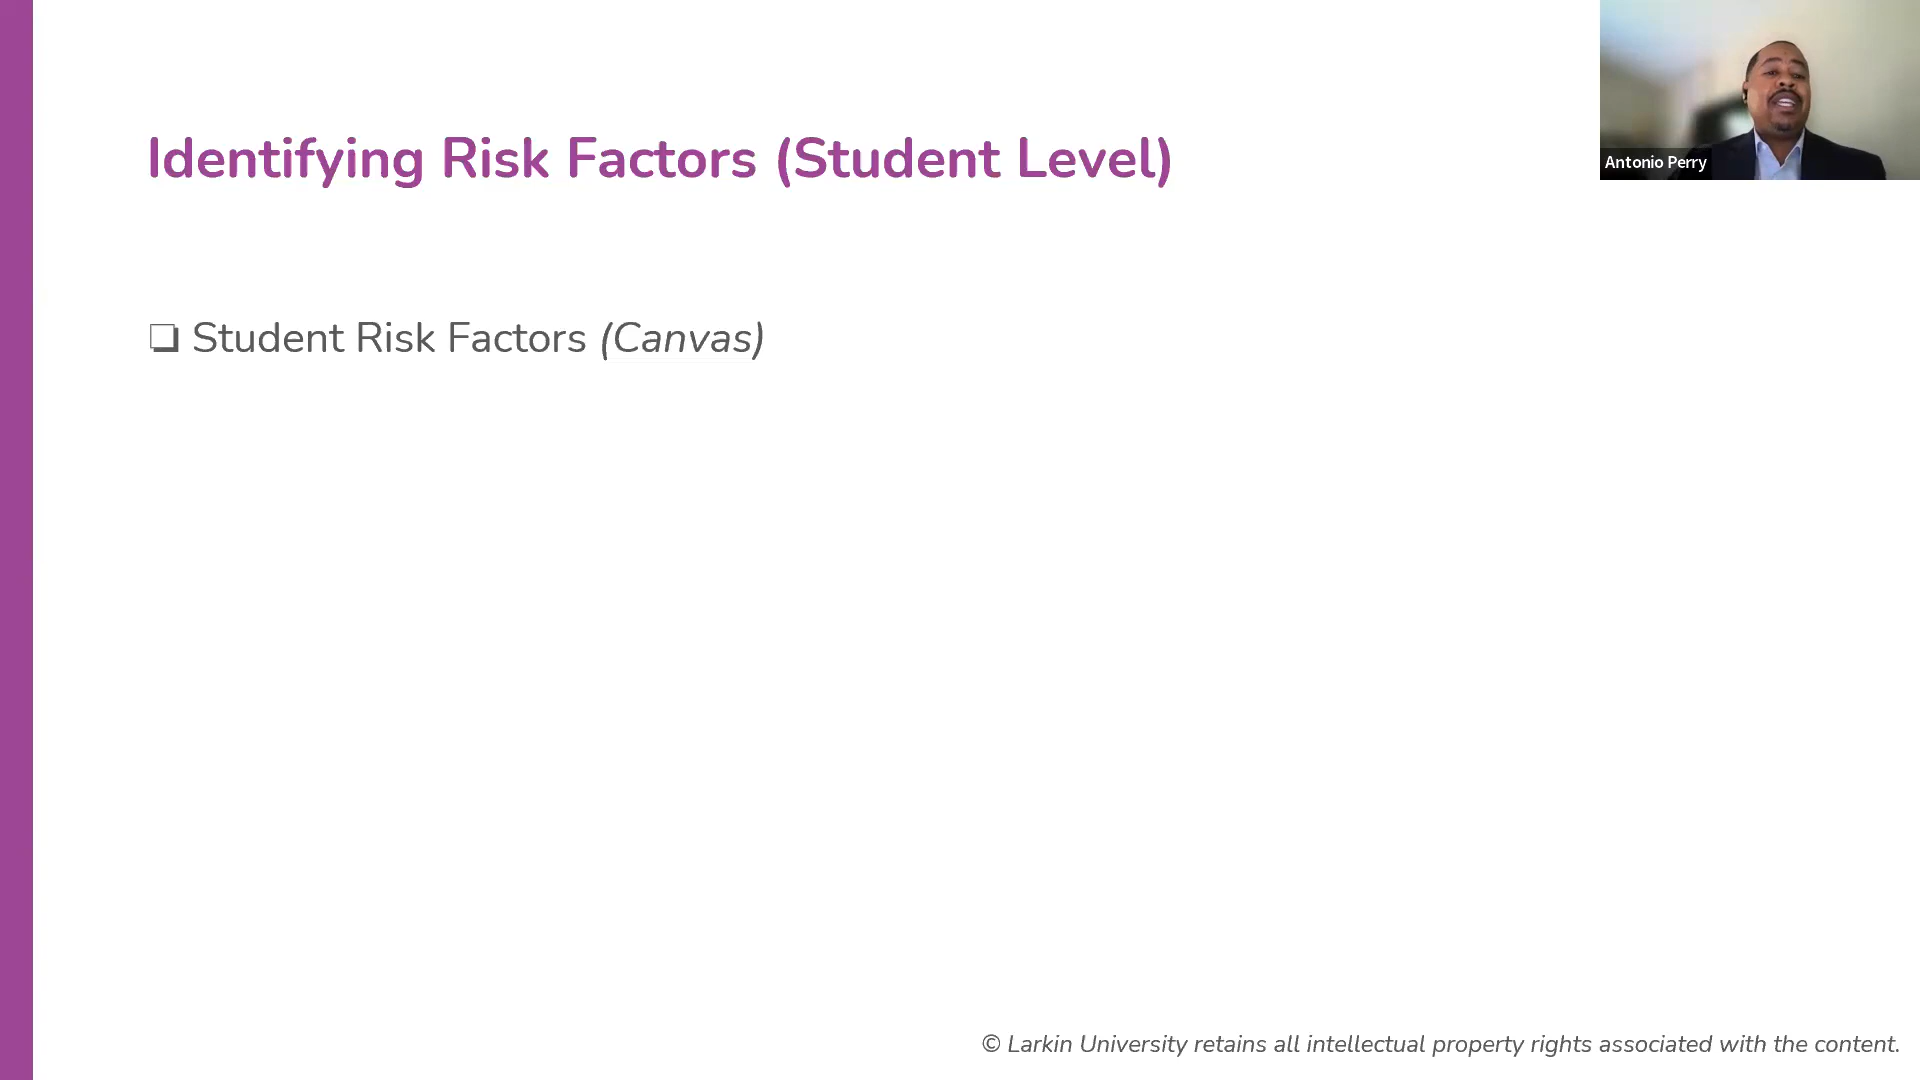 Identifying Risk Factors (Student Level)
Antonio Perry
❏ Student Risk Factors (Canvas)
© Larkin University retains all intellectual property rights associated with the content.